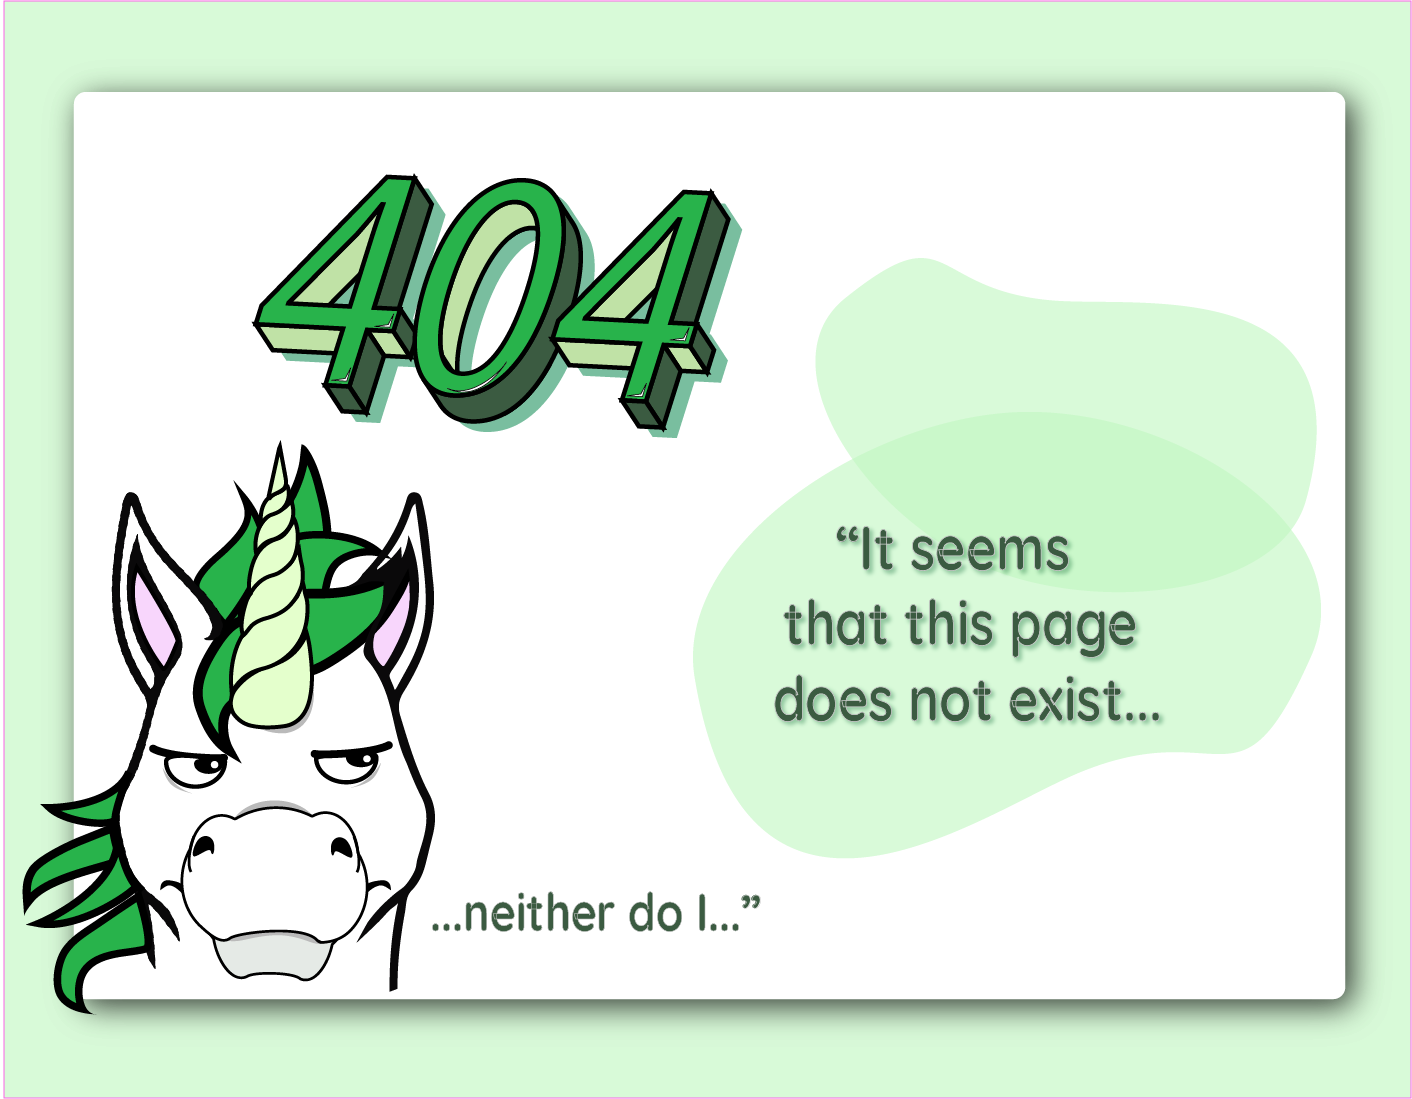 404
“It seems
that this page
does not exist...
...neither do I...”